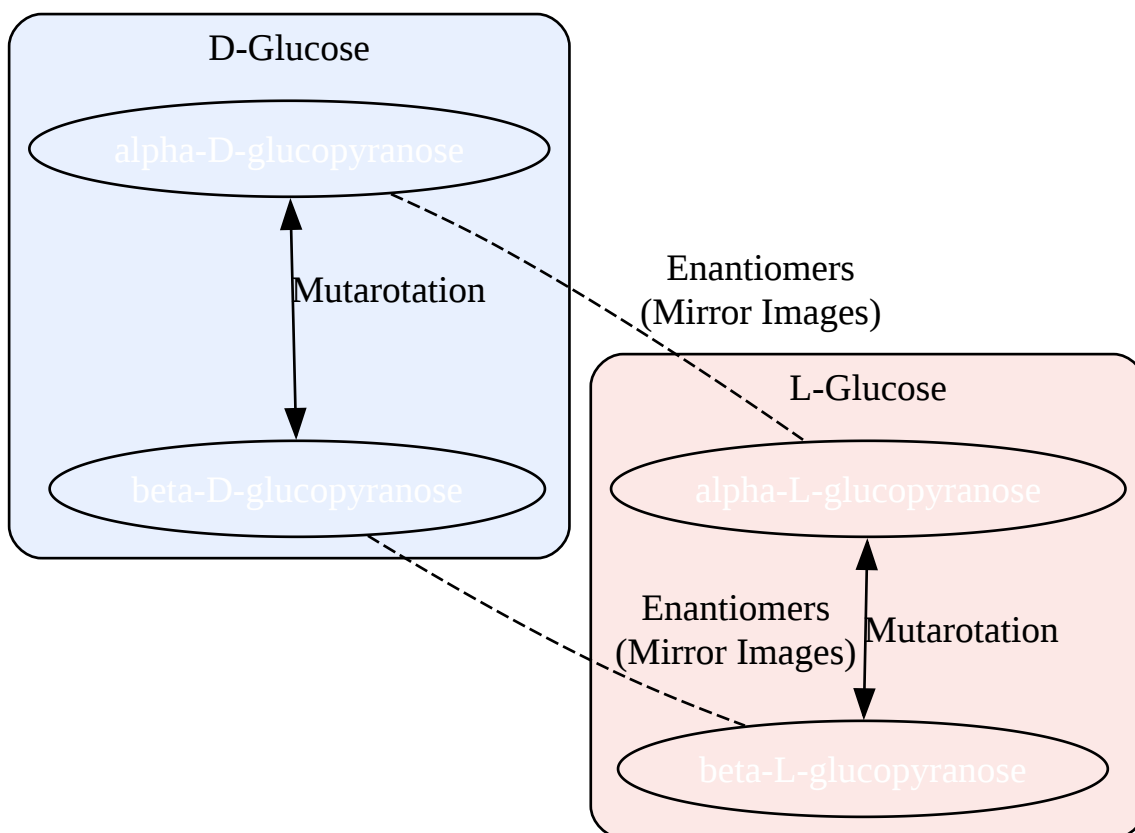 D-Glucose
alpha-D-glucopyranose
Mutarotation
Enantiomers
(Mirror Images)
beta-D-glucopyranose
L-Glucose
alpha-L-glucopyranose
Enantiomers
(Mirror Images)
Mutarotation
beta-L-glucopyranose